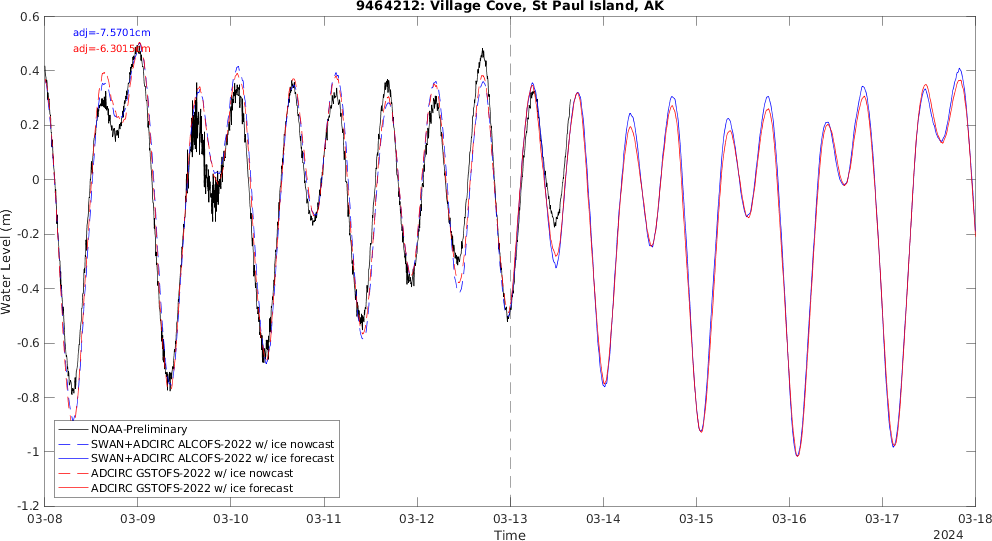 9464212: Village Cove, St Paul Island, AK
adj=-7.5701cm
adj=-6.3015cm
Water Level (m)
0.6
0.4
0.2
0
-0.2
-0.4
-0.6
-0.8
-1
-1.2
NOAA-Preliminary
SWAN+ADCIRC ALCOFS-2022 w/ ice nowcast
SWAN+ADCIRC ALCOFS-2022 w/ ice forecast
ADCIRC GSTOFS-2022 w/ ice nowcast
ADCIRC GSTOFS-2022 w/ ice forecast
03-08 03-09 03-10 03-11 03-12 03-13 03-14 03-15 03-16 03-17 03-18
Time
2024